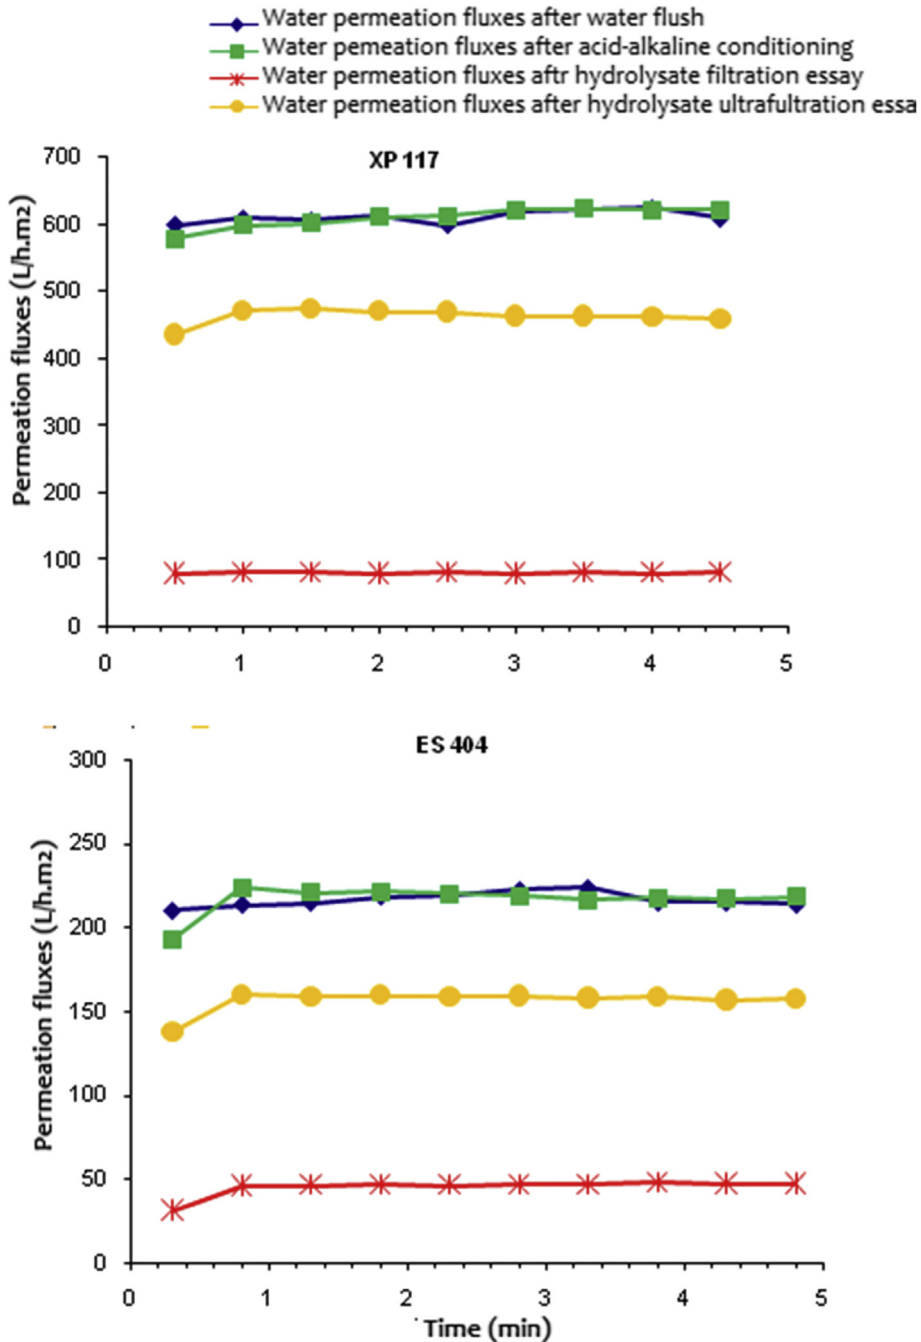 Water permeation fluxes after water flush
Water pemeation fluxes after acid-alkaline conditioning
Water permeation fluxes aftr hydrolysate filtration essay
Water permeation fluxes after hydrolysate ultrafultration essa
XP 117
Permeation fluxes (L/h.m2)
700
600
500
400
300
200
100
0
0 1 2 3 4 5
ES 404
Permeation fluxes (L/h.m2)
300
250
200
150
100
50
0
0 1 2 3 4 5
Time (min)